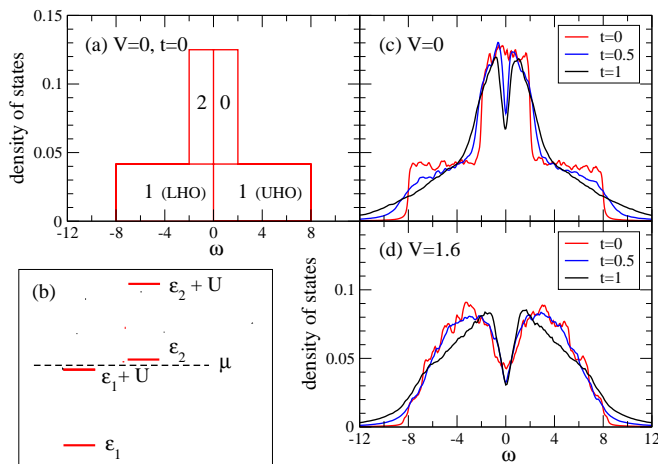 density of states
0.15
0.1
0.05
0
(a) V=0, t=0
2 0
1 (LHO) 1 (UHO)
-12 -8 -4 0 4 8
ω
(c) V=0
t=0
t=0.5
t=1
(b)
ε2 + U
ε2
μ
ε1 + U
ε1
(d) V=1.6
t=0
t=0.5
t=1
density of states
0.1
0.05
0
-12 -8 -4 0 4 8 12
ω